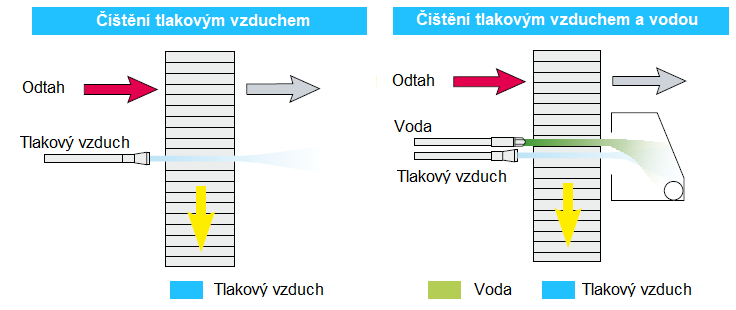 Čištění tlakovým vzduchem
Odtah
Tlakový vzduch
Tlakový vzduch
Čištění tlakovým vzduchem a vodou
Odtah
Voda
Tlakový vzduch
Voda
Tlakový vzduch